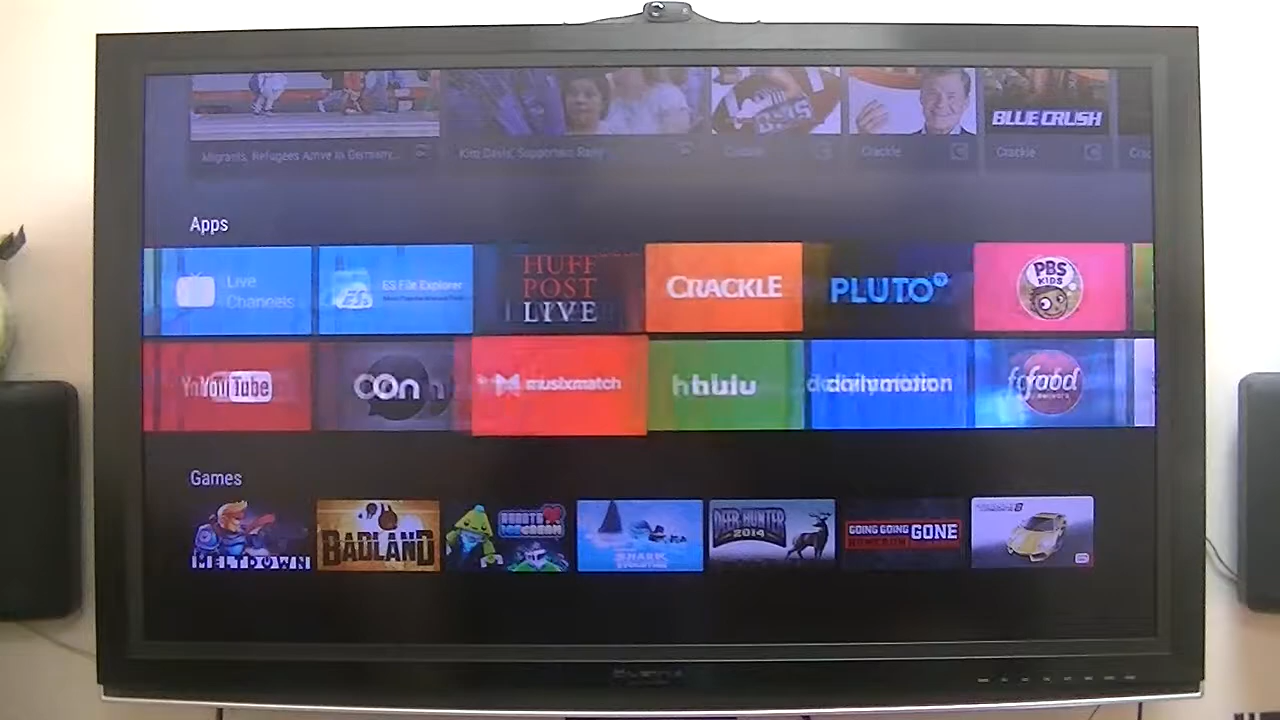 BLUE CRUSH
Migrants, Refugees Arrive In Germany...
Kim Davis' Supporters Rally
Crackle
Crackle
Crackle
Apps
Live
Channels
ES File Explorer
HUFF
POST
LIVE
CRACKLE
PLUTO
PBS
KIDS
YouTube
musixmatch
hulu
dailymotion
food
Games
MELTDOWN
BADLAND
DEER HUNTER
2014
GOING GOING
GONE
SHARK